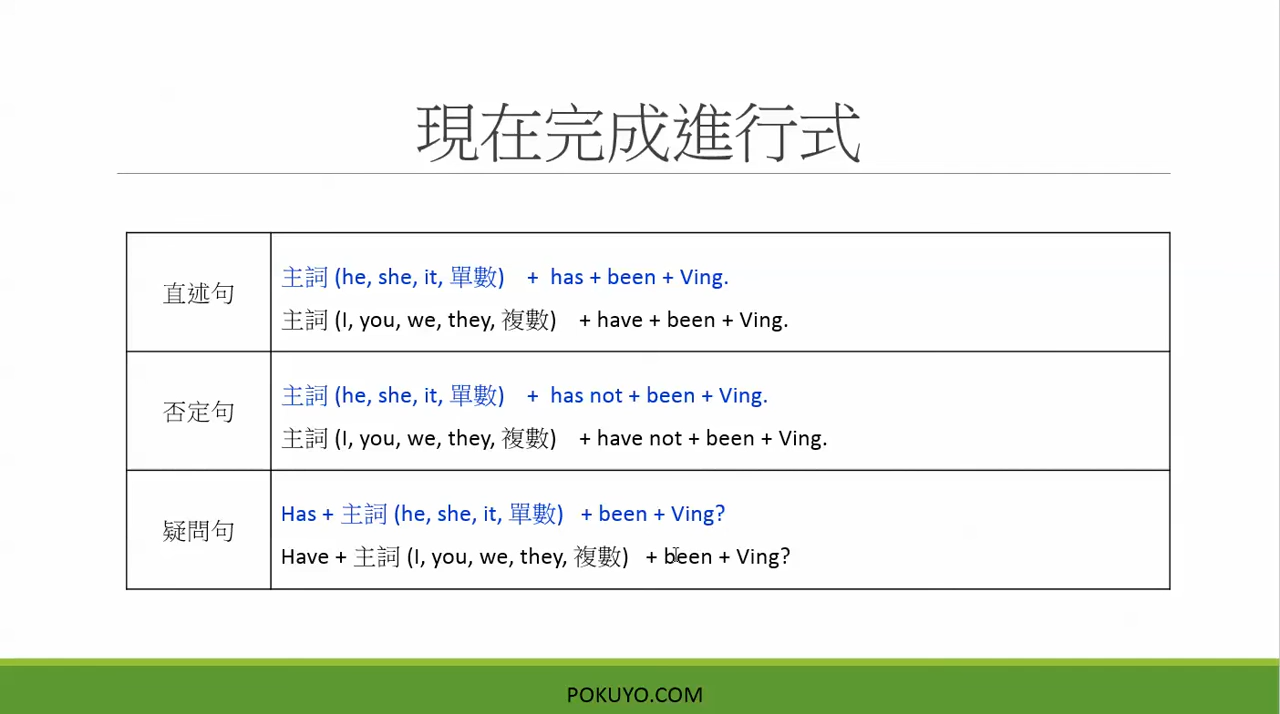 現在完成進行式
直述句
主詞 (he, she, it, 單數) + has + been + Ving.
主詞 (I, you, we, they, 複數) + have + been + Ving.
否定句
主詞 (he, she, it, 單數) + has not + been + Ving.
主詞 (I, you, we, they, 複數) + have not + been + Ving.
疑問句
Has + 主詞 (he, she, it, 單數) + been + Ving?
Have + 主詞 (I, you, we, they, 複數) + been + Ving?
POKUYO.COM